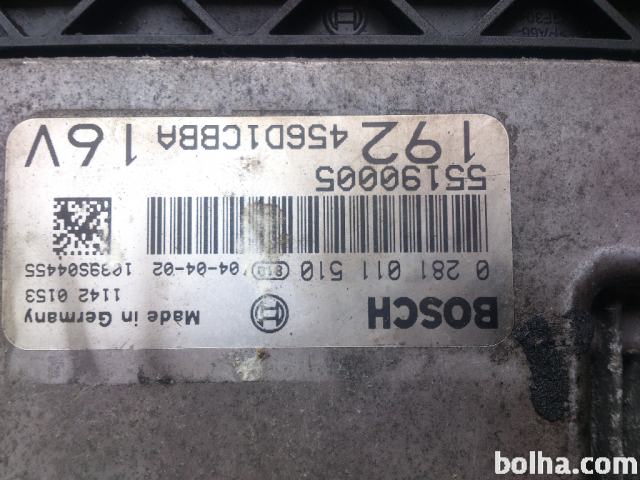 BOSCH
Made in Germany
1142 0153
0 281 011 510
810
04-04-02
1039S04455
55190005
192 456D1CBBA 16V
bolha.com